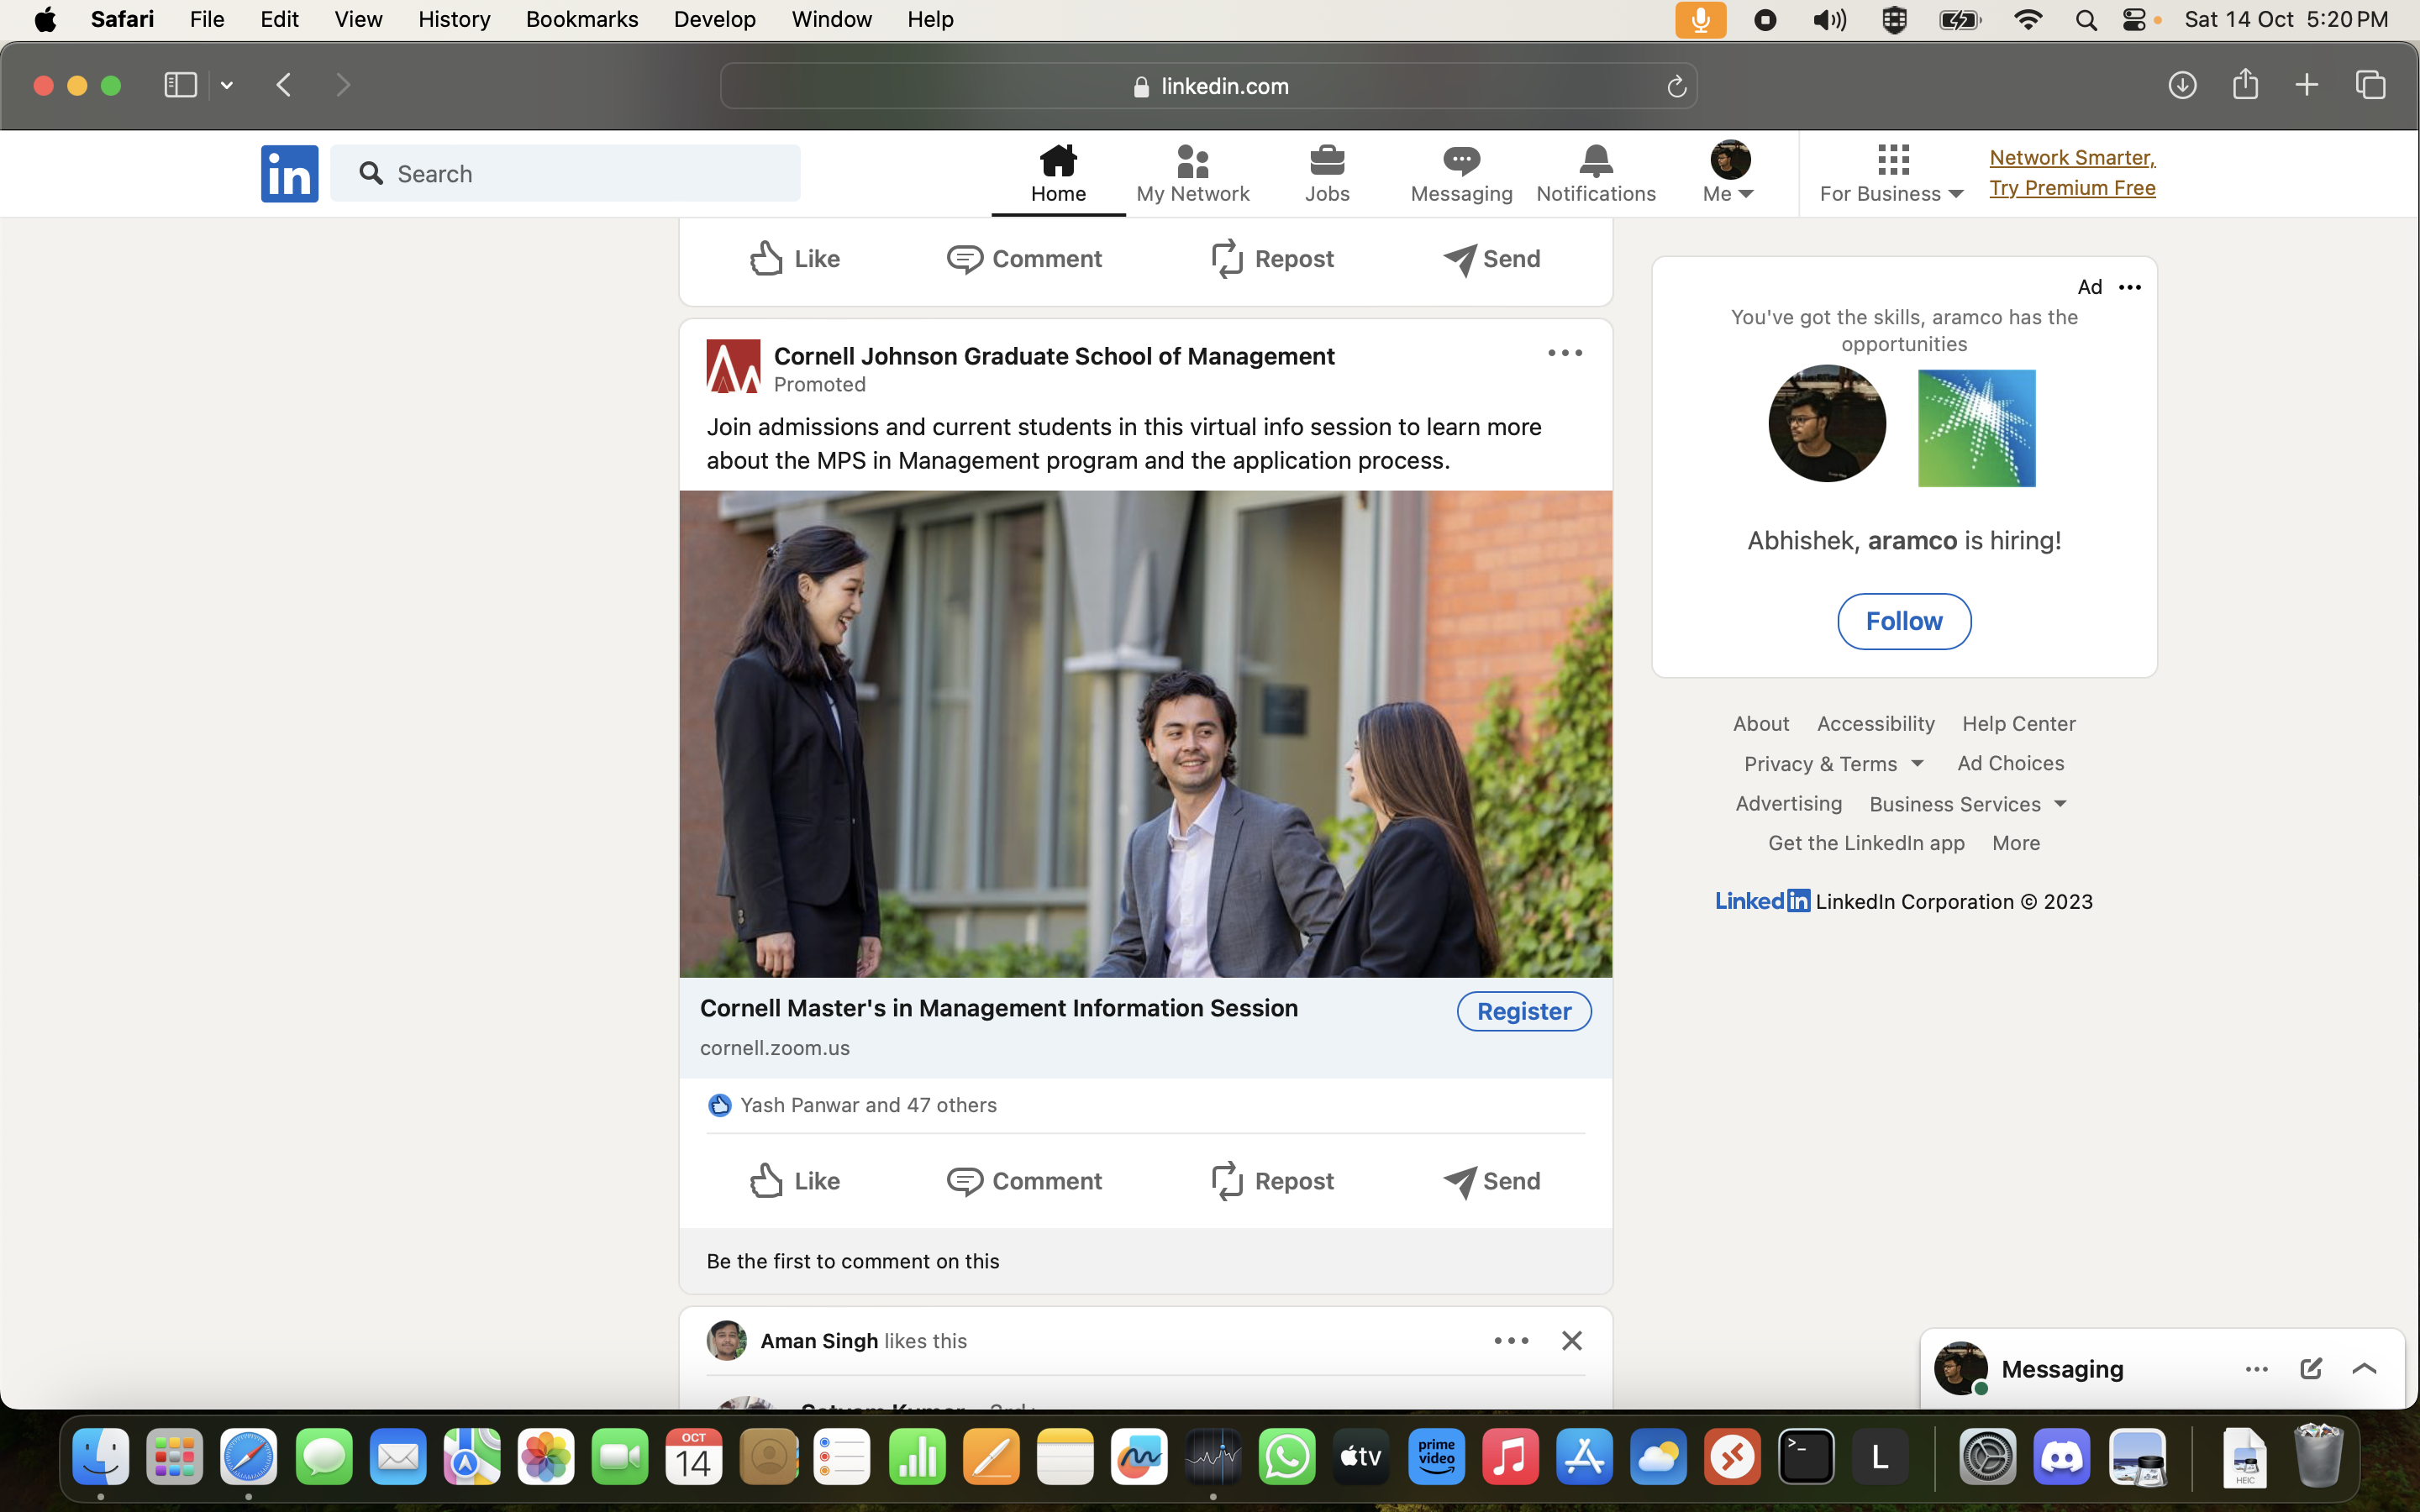 Safari File Edit View History Bookmarks Develop Window Help Sat 14 Oct 5:20 PM
linkedin.com
in Search
Home My Network Jobs Messaging Notifications Me For Business
Network Smarter,
Try Premium Free
Like Comment Repost Send
Cornell Johnson Graduate School of Management
Promoted
Join admissions and current students in this virtual info session to learn more
about the MPS in Management program and the application process.
Cornell Master's in Management Information Session
Register
cornell.zoom.us
Yash Panwar and 47 others
Like Comment Repost Send
Be the first to comment on this
Aman Singh likes this
Ad
You've got the skills, aramco has the
opportunities
Abhishek, aramco is hiring!
Follow
About Accessibility Help Center
Privacy & Terms Ad Choices
Advertising Business Services
Get the LinkedIn app More
LinkedIn LinkedIn Corporation © 2023
Messaging
OCT
14
tv
prime
video
L
HEIC